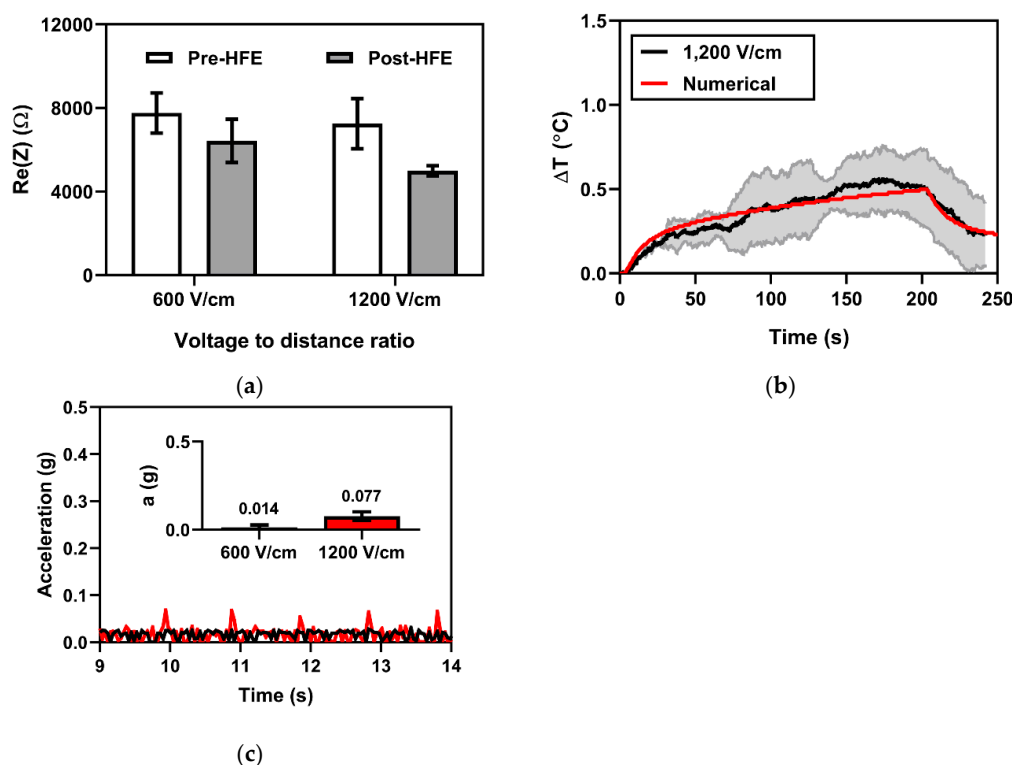 12000
8000
4000
0
Re(Z) (Ω)
Pre-HFE
Post-HFE
600 V/cm
1200 V/cm
Voltage to distance ratio
(a)
1.5
1.0
0.5
0.0
ΔT (°C)
1,200 V/cm
Numerical
0 50 100 150 200 250
Time (s)
(b)
0.5
0.4
0.3
0.2
0.1
0.0
Acceleration (g)
0.5
0.0
a (g)
0.014
0.077
600 V/cm
1200 V/cm
9 10 11 12 13 14
Time (s)
(c)